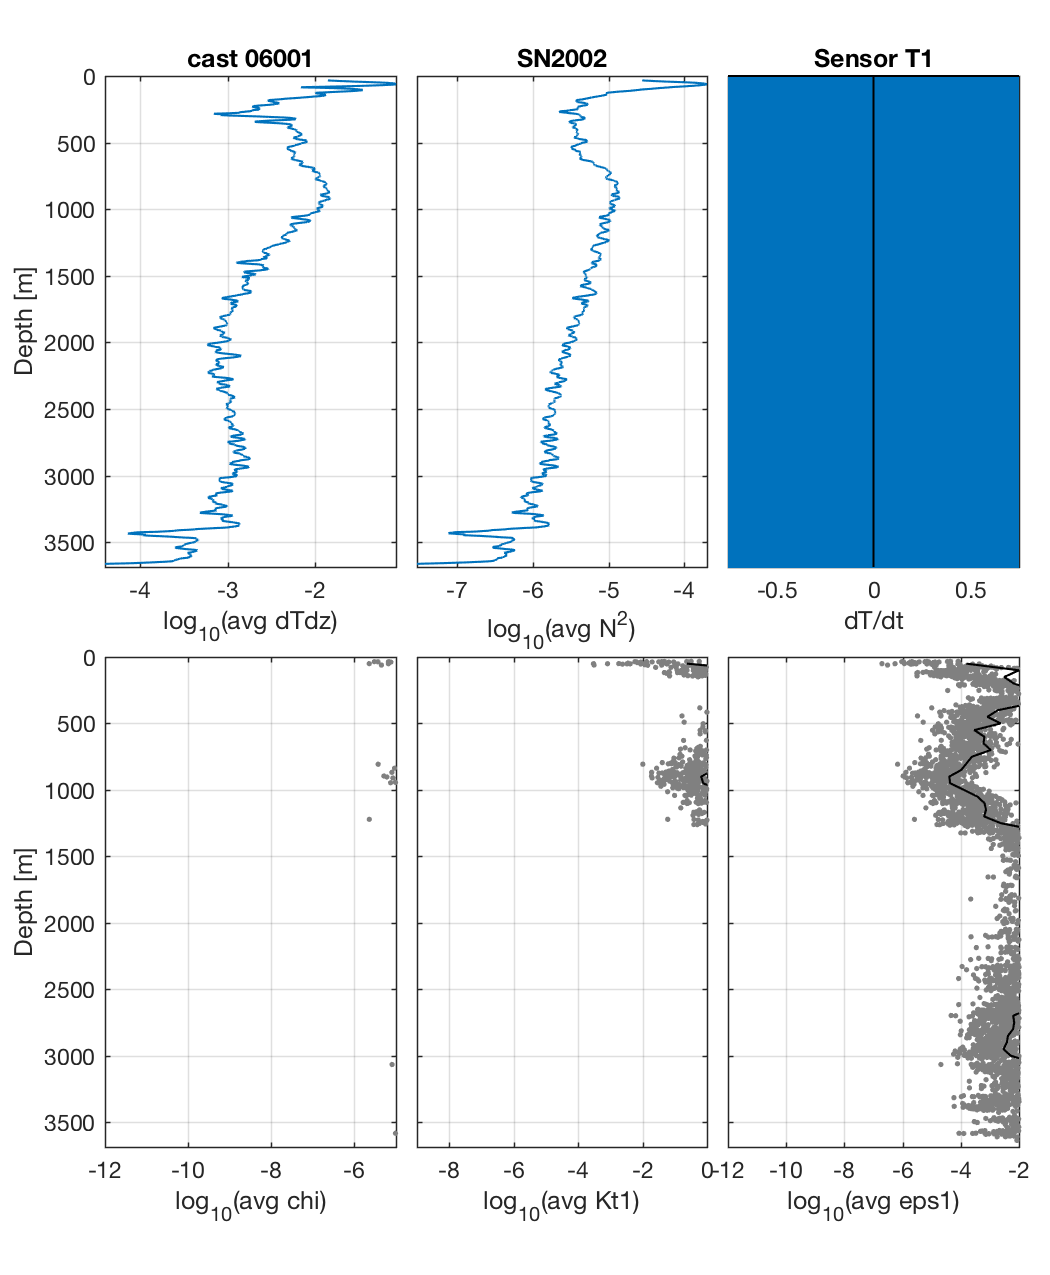 cast 06001 SN2002 Sensor T1
0
500
1000
1500
2000
2500
3000
3500
Depth [m]
-4 -3 -2 -7 -6 -5 -4 -0.5 0 0.5
log10(avg dTdz) log10(avg N2) dT/dt
0
500
1000
1500
2000
2500
3000
3500
Depth [m]
-12 -10 -8 -6 -8 -6 -4 -2 0 -12 -10 -8 -6 -4 -2
log10(avg chi) log10(avg Kt1) log10(avg eps1)